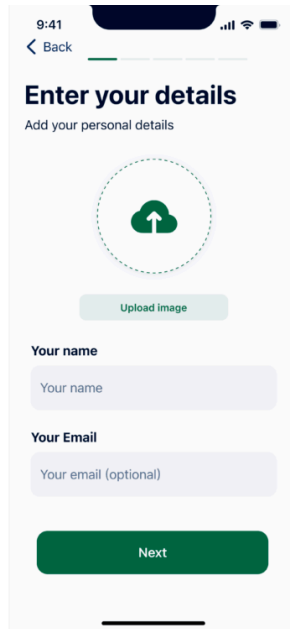 9:41
Back
Enter your details
Add your personal details
Upload image
Your name
Your name
Your Email
Your email (optional)
Next